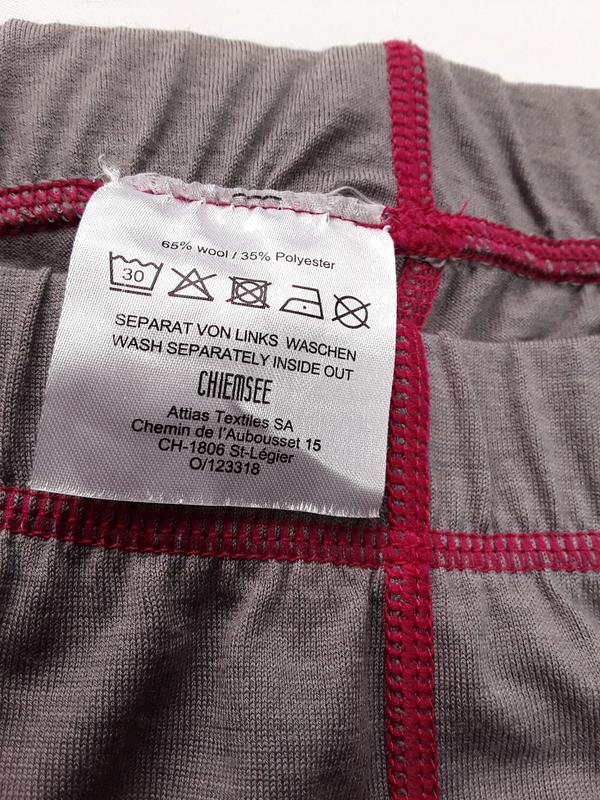 65% wool / 35% Polyester
30
SEPARAT VON LINKS WASCHEN
WASH SEPARATELY INSIDE OUT
CHIEMSEE
Attias Textiles SA
Chemin de l'Aubousset 15
CH-1806 St-Légier
O/123318